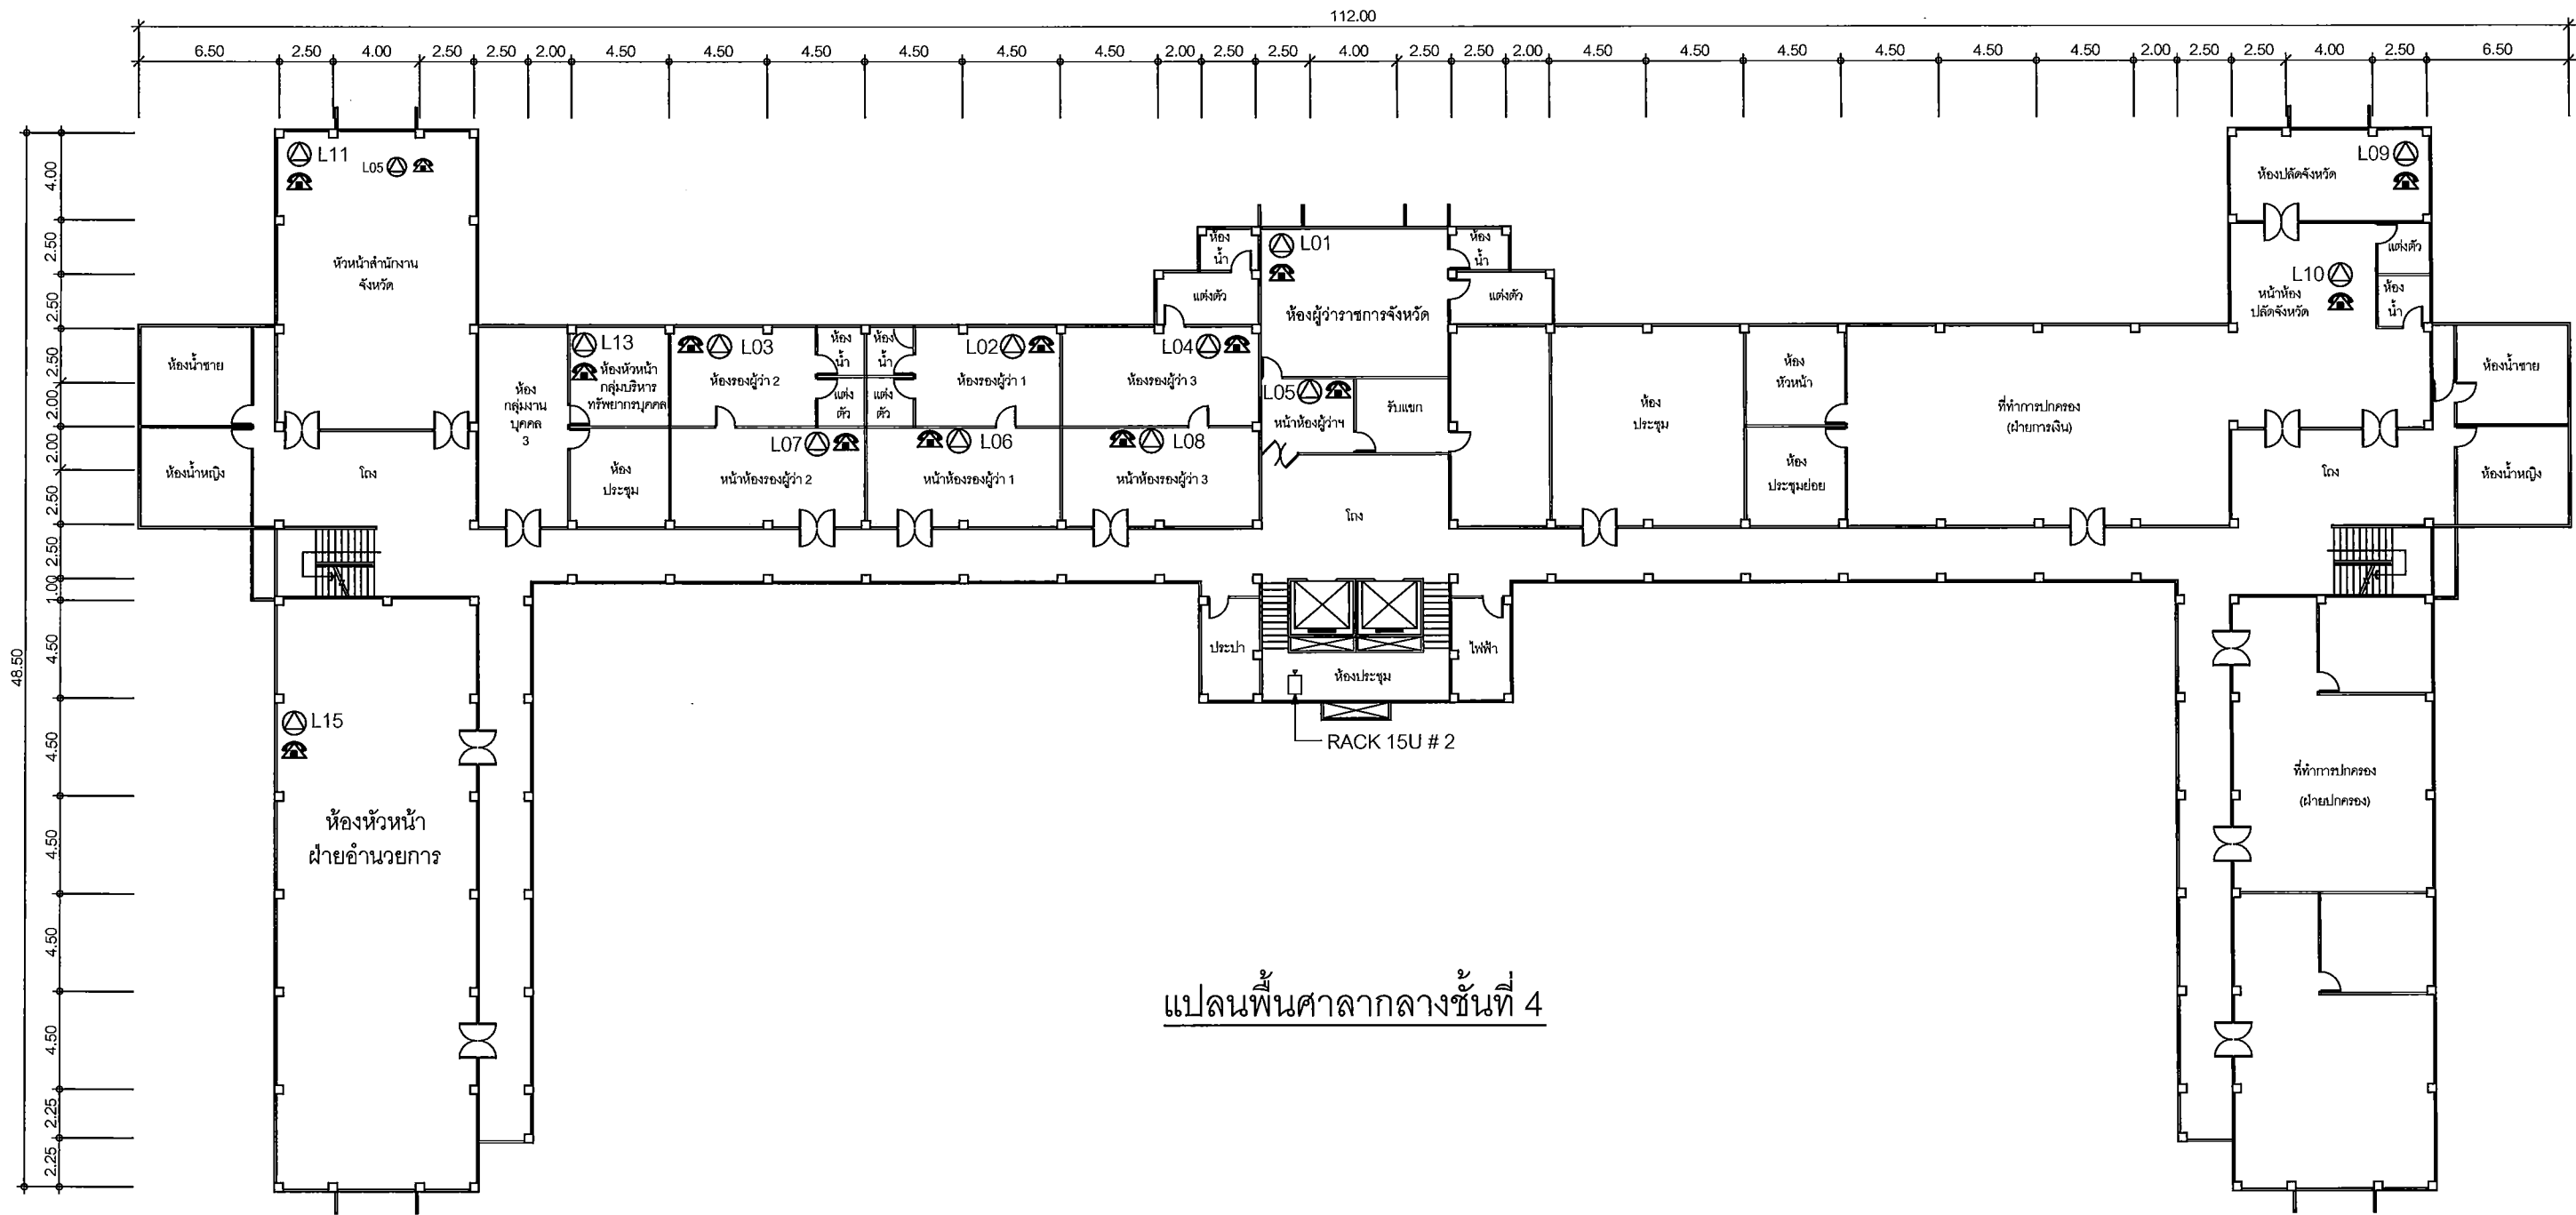 112.00
6.50 2.50 4.00 2.50 2.50 2.00 4.50 4.50 4.50 4.50 4.50 4.50 2.00 2.50 2.50 4.00 2.50 2.50 2.00 4.50 4.50 4.50 4.50 4.50 4.50 2.00 2.50 2.50 4.00 2.50 6.50
48.50
4.00
2.50
2.50
2.50
2.00
2.00
2.50
2.50
1.00
4.50
4.50
4.50
4.50
4.50
2.25
2.25
L11
L05
หัวหน้าสำนักงาน
จังหวัด
ห้องน้ำชาย
ห้องน้ำหญิง
โถง
ห้อง
กลุ่มงาน
บุคคล
3
L13
ห้องหัวหน้า
กลุ่มบริหาร
ทรัพยากรบุคคล
ห้อง
ประชุม
L03
ห้องรองผู้ว่า 2
ห้อง
น้ำ
แต่ง
ตัว
ห้อง
น้ำ
แต่ง
ตัว
L02
ห้องรองผู้ว่า 1
L04
ห้องรองผู้ว่า 3
L07
หน้าห้องรองผู้ว่า 2
L06
หน้าห้องรองผู้ว่า 1
L08
หน้าห้องรองผู้ว่า 3
ห้อง
น้ำ
แต่งตัว
L01
ห้องผู้ว่าราชการจังหวัด
ห้อง
น้ำ
แต่งตัว
L05
หน้าห้องผู้ว่าฯ
รับแขก
โถง
ห้อง
ประชุม
ห้อง
หัวหน้า
ห้อง
ประชุมย่อย
ที่ทำการปกครอง
(ฝ่ายการเงิน)
L09
ห้องปลัดจังหวัด
แต่งตัว
L10
หน้าห้อง
ปลัดจังหวัด
ห้อง
น้ำ
ห้องน้ำชาย
ห้องน้ำหญิง
โถง
ประปา
ห้องประชุม
ไฟฟ้า
RACK 15U # 2
L15
ห้องหัวหน้า
ฝ่ายอำนวยการ
ที่ทำการปกครอง
(ฝ่ายปกครอง)
แปลนพื้นศาลากลางชั้นที่ 4